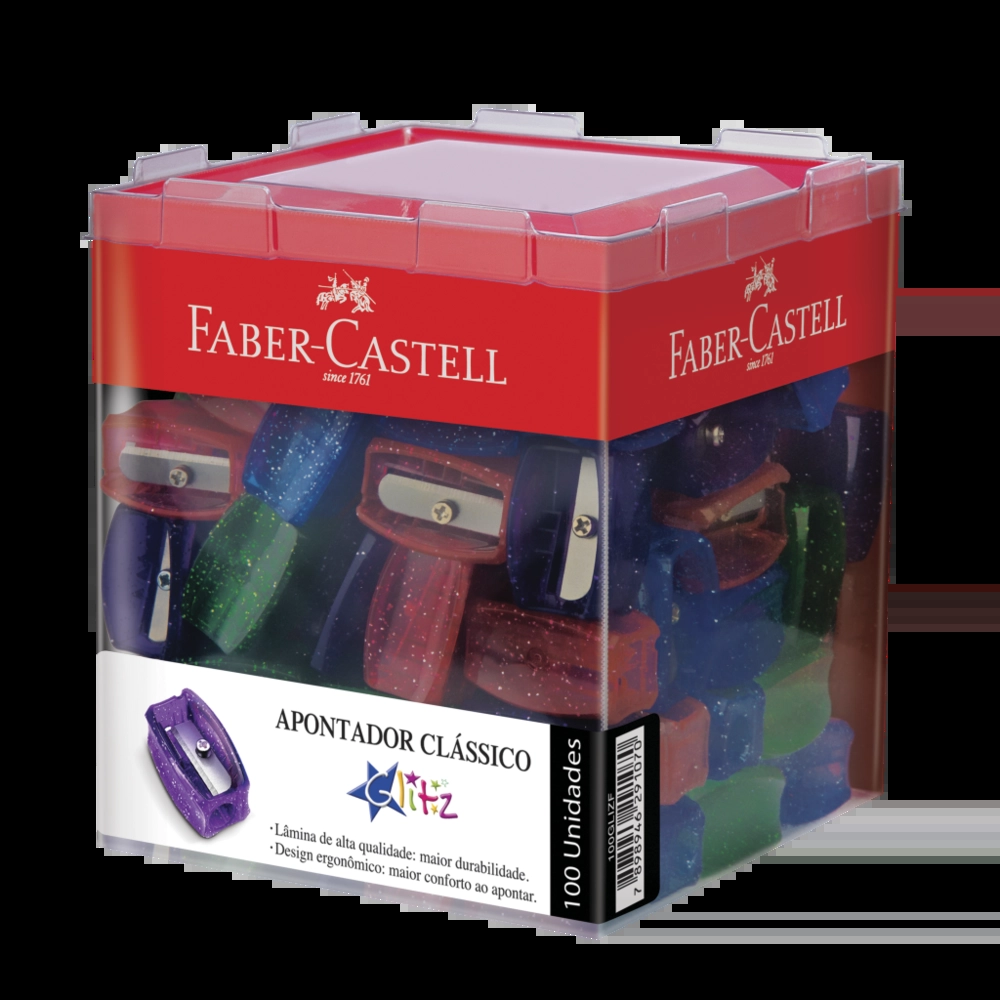 FABER-CASTELL
since 1761
FABER-CASTELL
since 1761
APONTADOR CLÁSSICO
Glitz
· Lâmina de alta qualidade: maior durabilidade.
· Design ergonômico: maior conforto ao apontar.
100 Unidades
100GLIZF
7 898946 291070